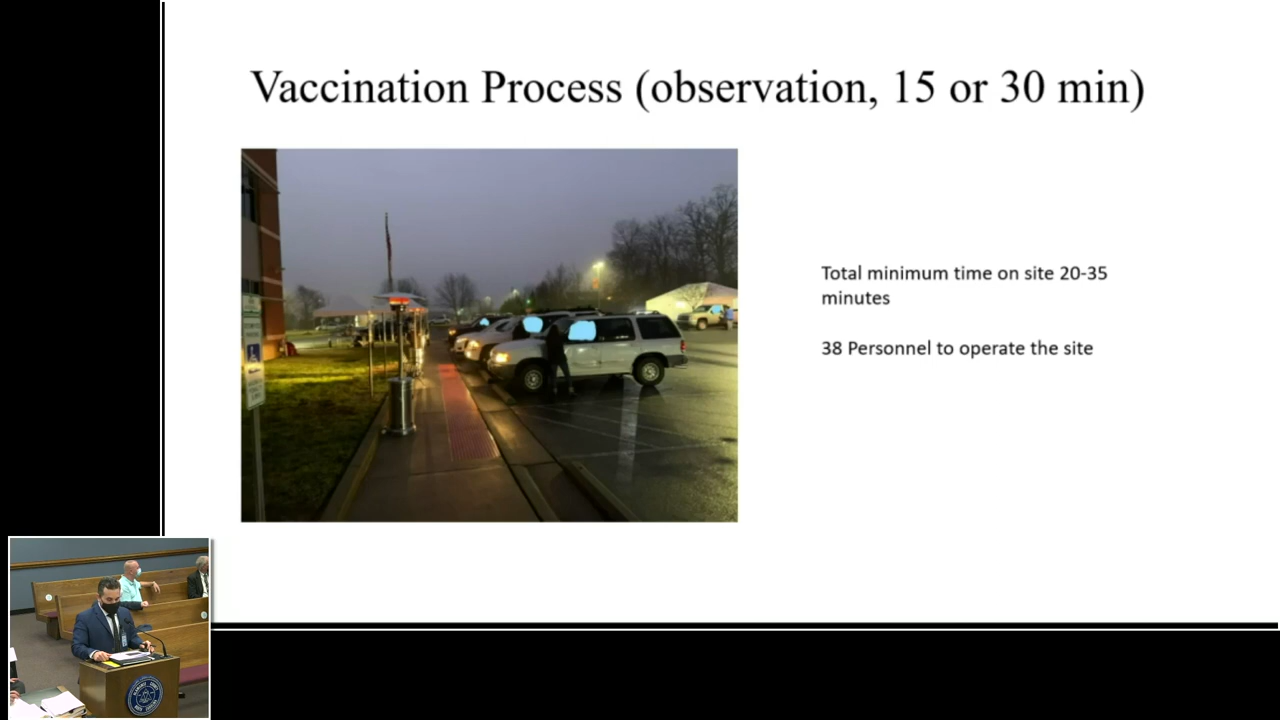 Vaccination Process (observation, 15 or 30 min)
Total minimum time on site 20-35
minutes
38 Personnel to operate the site